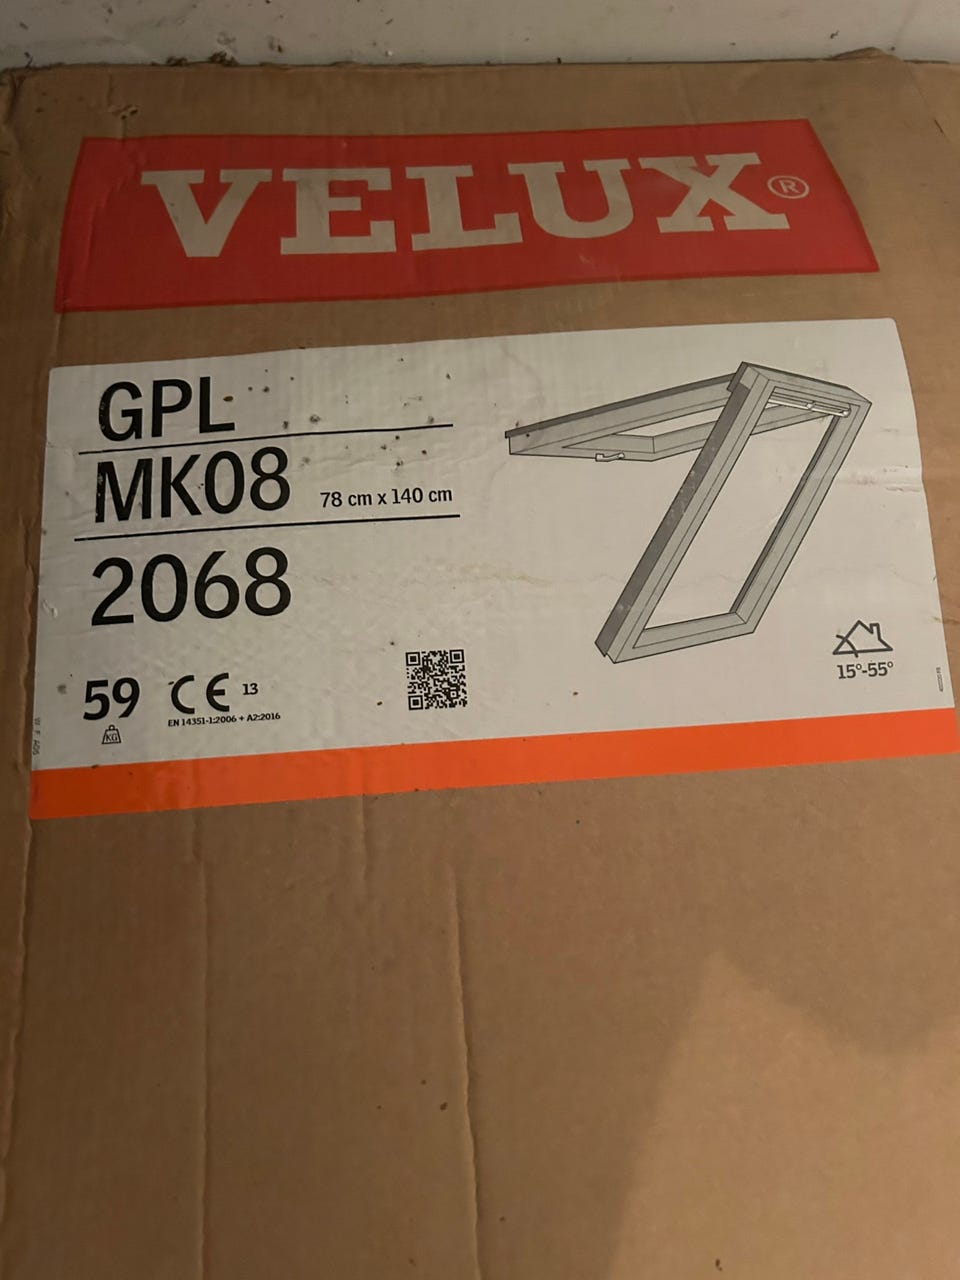 VELUX®
GPL
MK08 78 cm x 140 cm
2068
59 CE 13
EN 14351-1:2006 + A2:2016
KG
15°-55°